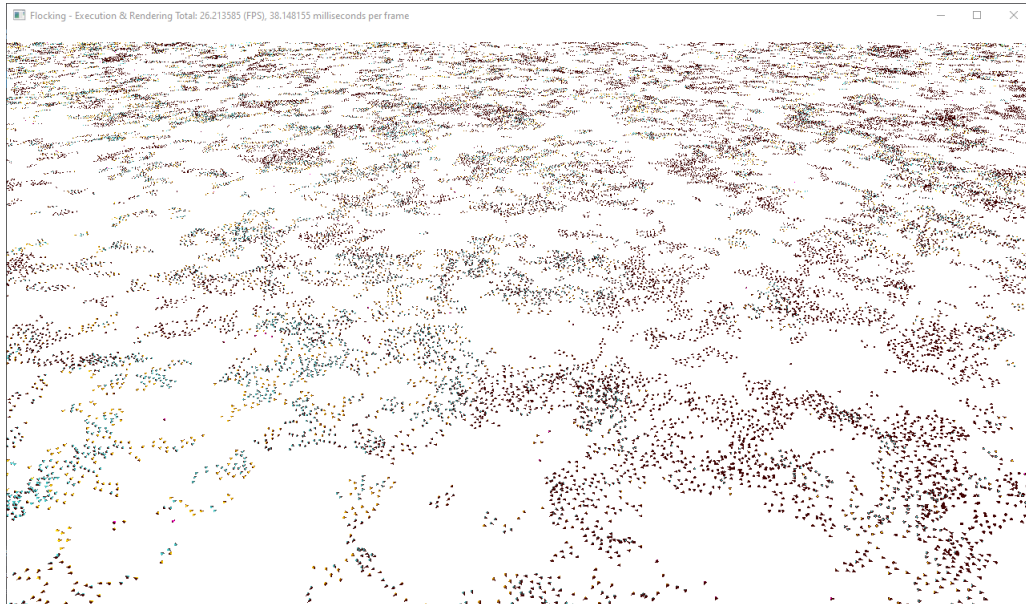 Flocking - Execution & Rendering Total: 26.213585 (FPS), 38.148155 milliseconds per frame